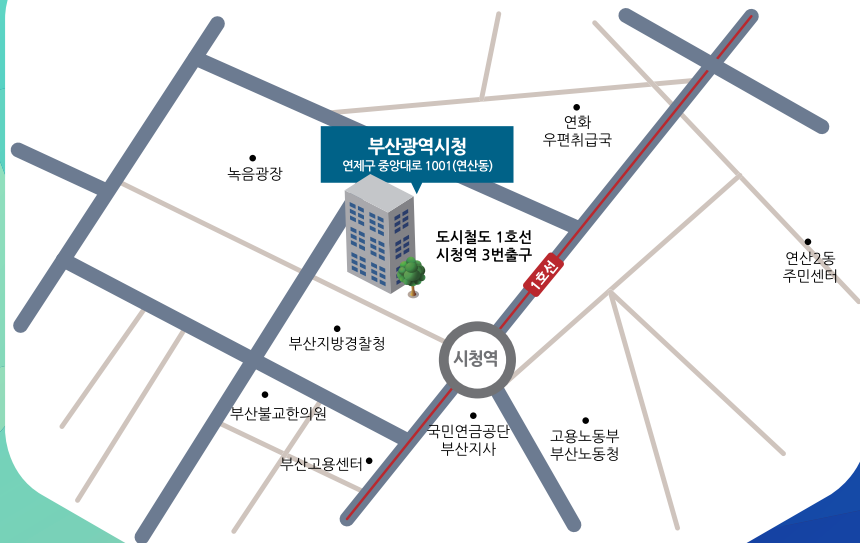 연화
우편취급국
부산광역시청
연제구 중앙대로 1001(연산동)
녹음광장
도시철도 1호선
시청역 3번출구
연산2동
주민센터
1호선
부산지방경찰청
시청역
부산불교한의원
국민연금공단
부산지사
고용노동부
부산노동청
부산고용센터